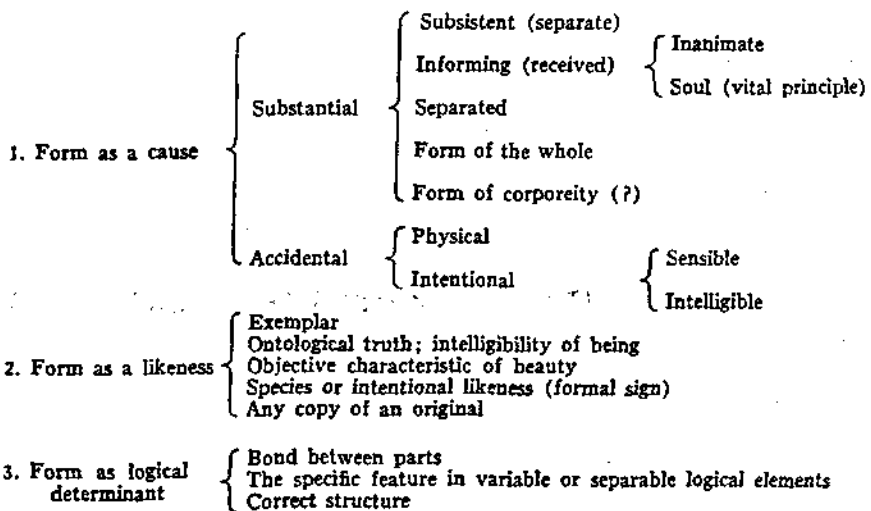 Subsistent (separate)
Informing (received)
Inanimate
Soul (vital principle)
Substantial
Separated
Form of the whole
Form of corporeity (?)
1. Form as a cause
Accidental
Physical
Intentional
Sensible
Intelligible
2. Form as a likeness
Exemplar
Ontological truth; intelligibility of being
Objective characteristic of beauty
Species or intentional likeness (formal sign)
Any copy of an original
3. Form as logical
determinant
Bond between parts
The specific feature in variable or separable logical elements
Correct structure